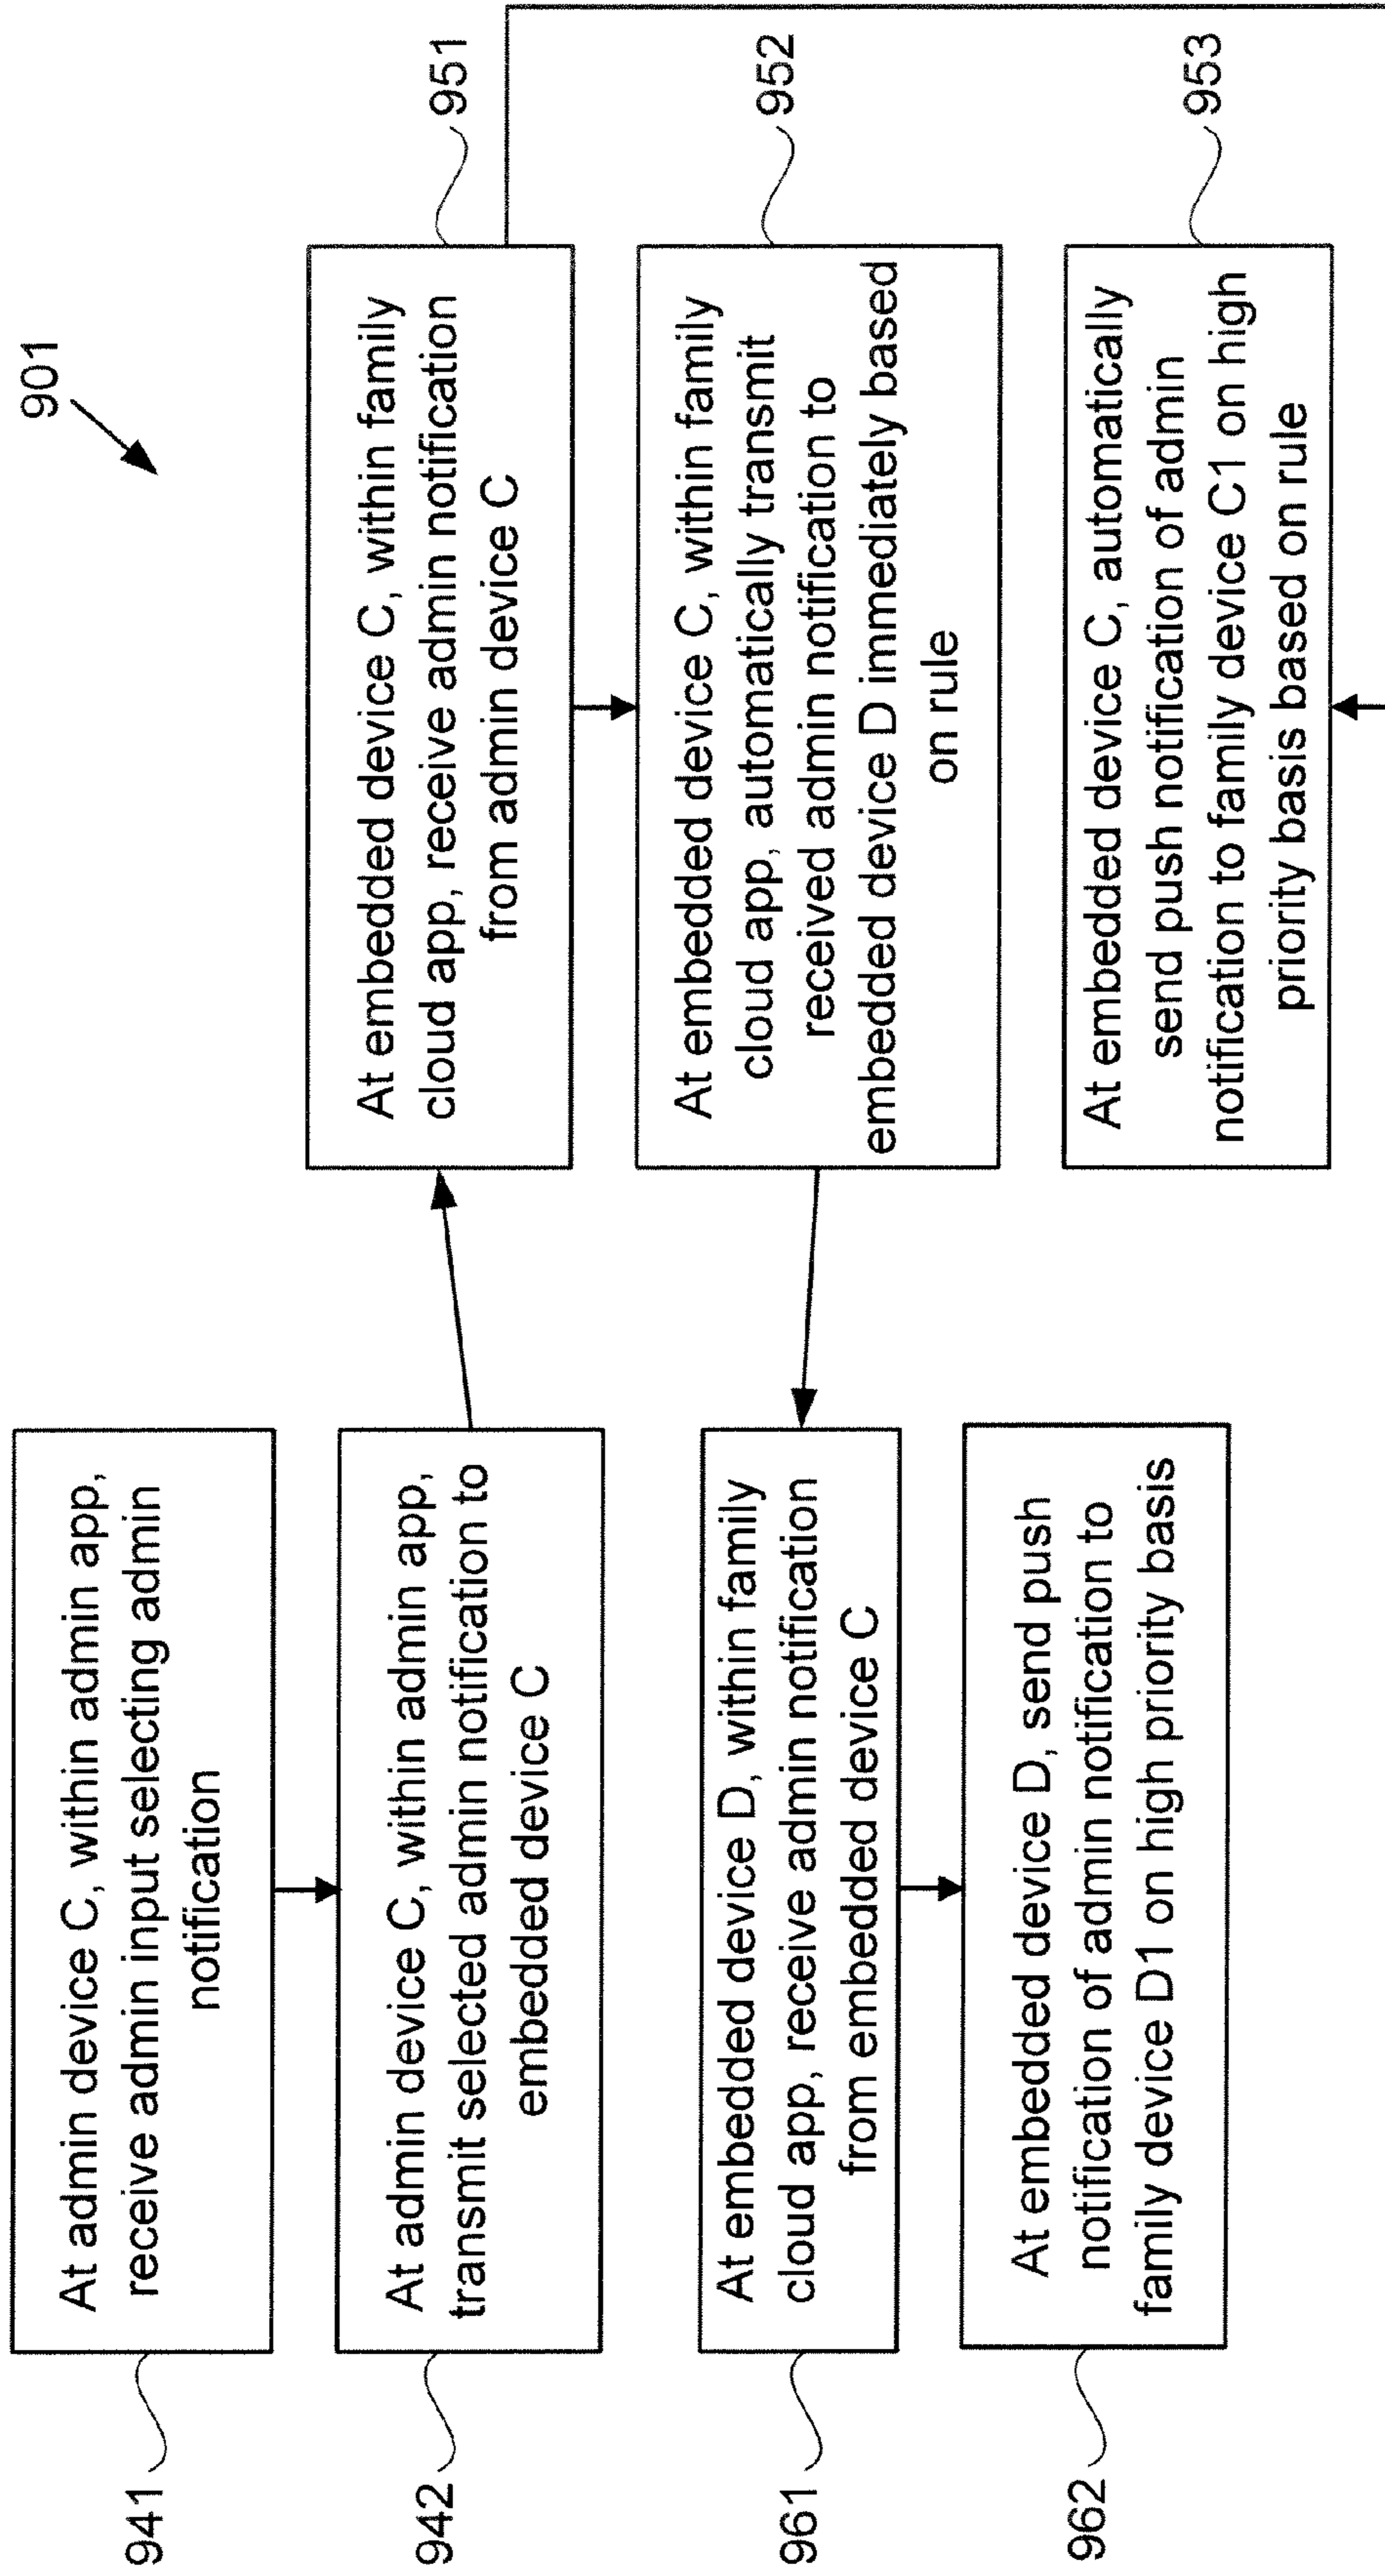 901
941
At admin device C, within admin app,
receive admin input selecting admin
notification
942
At admin device C, within admin app,
transmit selected admin notification to
embedded device C
951
At embedded device C, within family
cloud app, receive admin notification
from admin device C
952
At embedded device C, within family
cloud app, automatically transmit
received admin notification to
embedded device D immediately based
on rule
953
At embedded device C, automatically
send push notification of admin
notification to family device C1 on high
priority basis based on rule
961
At embedded device D, within family
cloud app, receive admin notification
from embedded device C
962
At embedded device D, send push
notification of admin notification to
family device D1 on high priority basis